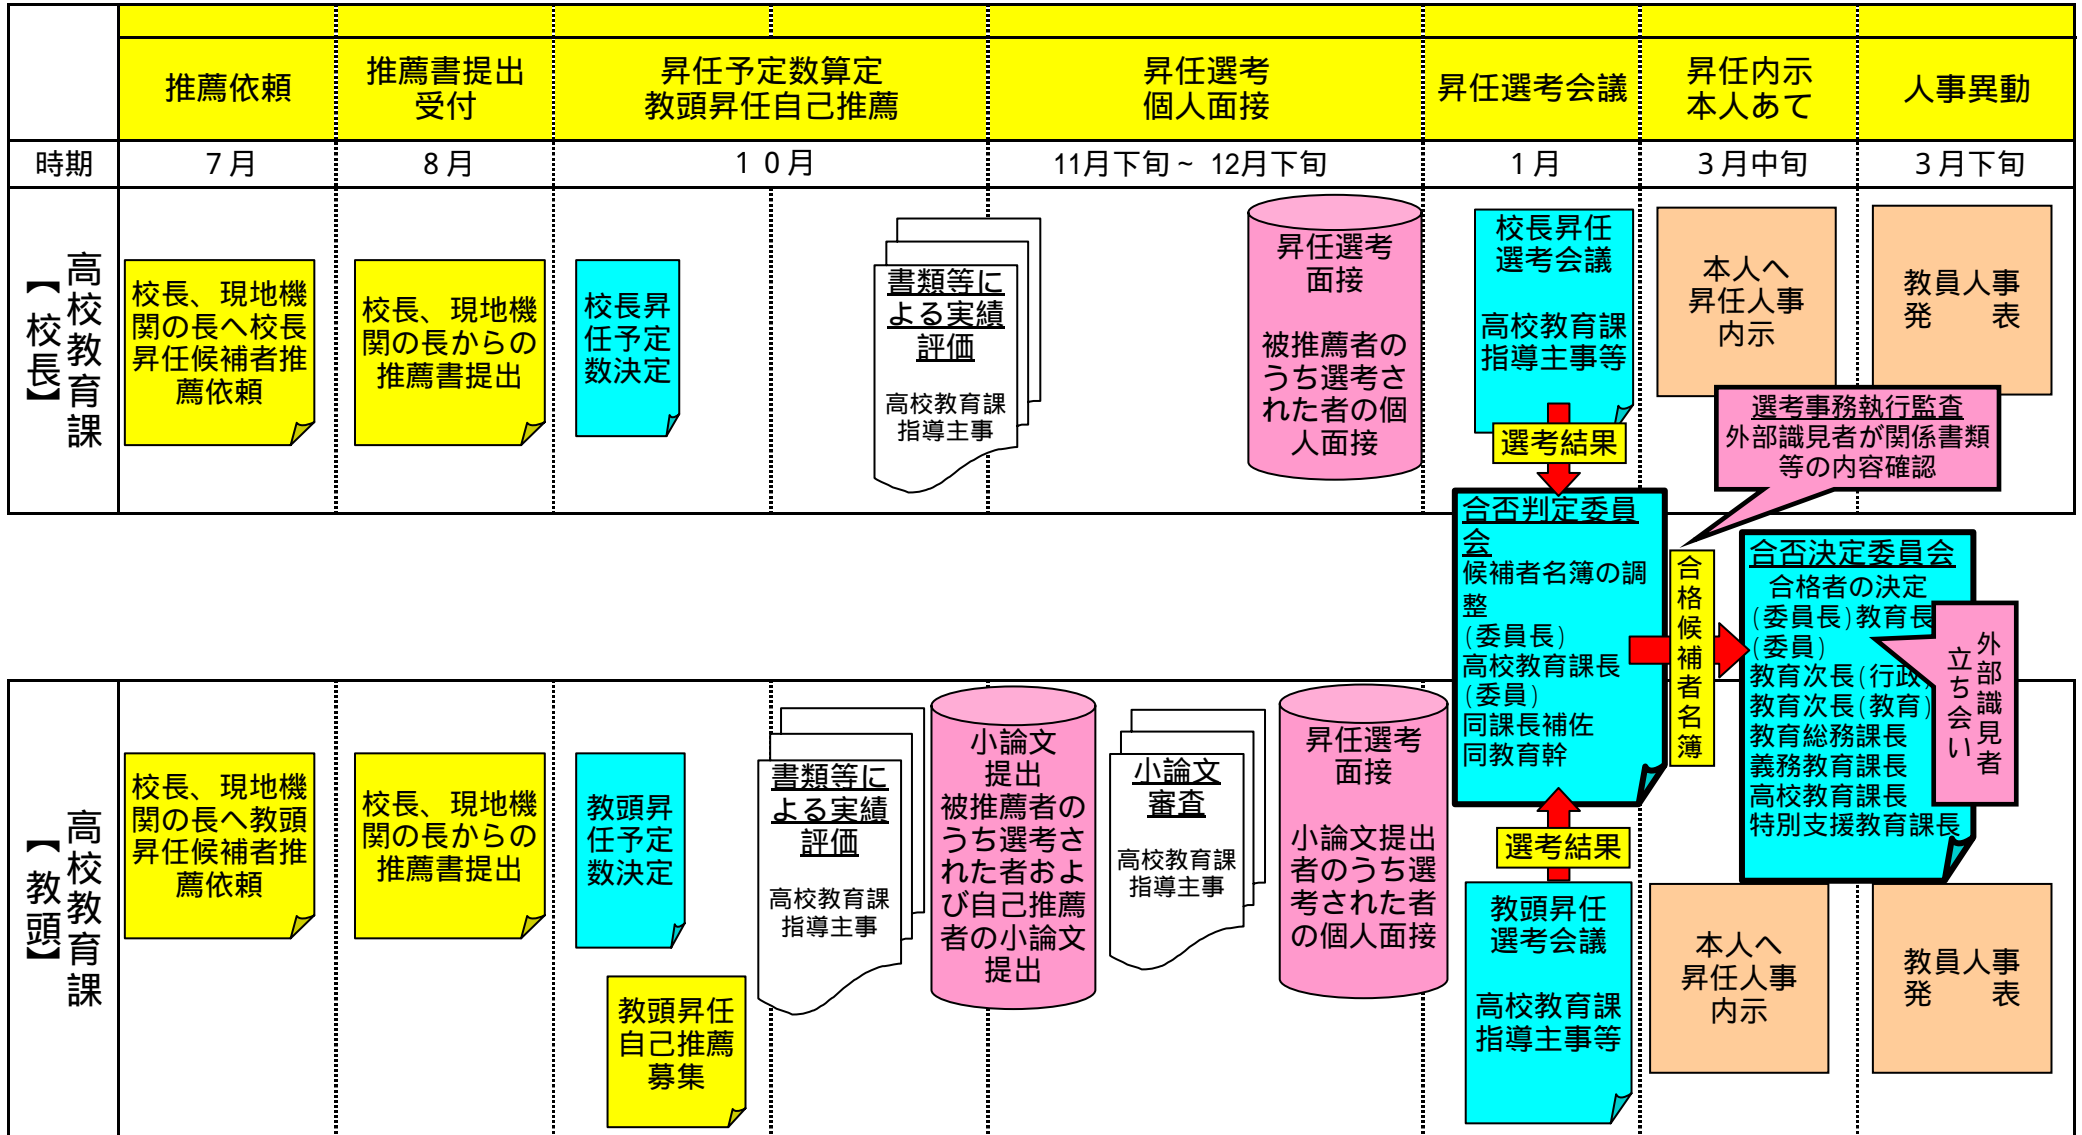 推薦依頼
推薦書提出
受付
昇任予定数算定
教頭昇任自己推薦
昇任選考
個人面接
昇任選考会議
昇任内示
本人あて
人事異動
時期
7月
8月
10月
11月下旬~ 12月下旬
1月
3月中旬
3月下旬
高校教育課
【校長】
校長、現地機
関の長へ校長
昇任候補者推
薦依頼
校長、現地機
関の長からの
推薦書提出
校長昇
任予定
数決定
書類等に
よる実績
評価
高校教育課
指導主事
昇任選考
面接
被推薦者の
うち選考さ
れた者の個
人面接
校長昇任
選考会議
高校教育課
指導主事等
選考結果
本人へ
昇任人事
内示
教員人事
発 表
選考事務執行監査
外部識見者が関係書類
等の内容確認
合否判定委員
会
候補者名簿の調
整
(委員長)
高校教育課長
(委員)
同課長補佐
同教育幹
合格候補者名簿
合否決定委員会
合格者の決定
(委員長)教育長
(委員)
教育次長(行政)
教育次長(教育)
教育総務課長
義務教育課長
高校教育課長
特別支援教育課長
外部識見者
立ち会い
高校教育課
【教頭】
校長、現地機
関の長へ教頭
昇任候補者推
薦依頼
校長、現地機
関の長からの
推薦書提出
教頭昇
任予定
数決定
教頭昇任
自己推薦
募集
書類等に
よる実績
評価
高校教育課
指導主事
小論文
提出
被推薦者の
うち選考さ
れた者およ
び自己推薦
者の小論文
提出
小論文
審査
高校教育課
指導主事
昇任選考
面接
小論文提出
者のうち選
考された者
の個人面接
選考結果
教頭昇任
選考会議
高校教育課
指導主事等
本人へ
昇任人事
内示
教員人事
発 表